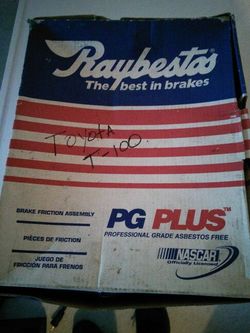 Raybestos®
The best in brakes
TOYOTA
T-100.
BRAKE FRICTION ASSEMBLY
PIÈCES DE FRICTION
JUEGO DE
FRICCIÓN PARA FRENOS
PG PLUS™
PROFESSIONAL GRADE ASBESTOS FREE
NASCAR
Officially Licensed